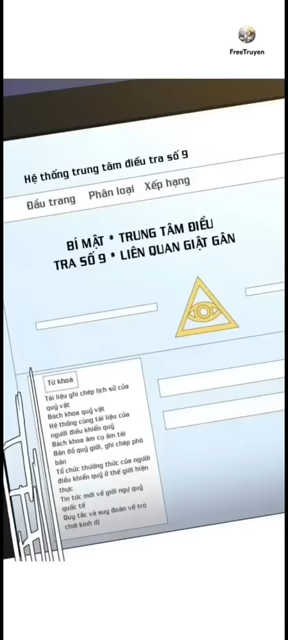 FreeTruyen
Hệ thống trung tâm điều tra số 9
Đầu trang Phân loại Xếp hạng
BÍ MẬT * TRUNG TÂM ĐIỀU
TRA SỐ 9 * LIÊN QUAN GIẬT GÂN
Từ khoá
Tài liệu ghi chép lịch sử của
quỷ vật
Bách khoa quỷ vật
Hệ thống cùng tài liệu của
người điều khiển quỷ
Bách khoa âm cụ âm tài
Bản đồ quỷ giới, ghi chép phó
bản
Tổ chức thường thức của người
điều khiển quỷ ở thế giới hiện
thực
Tin tức mới về giới ngự quỷ
quốc tế
Quy tắc và suy đoán về trò
chơi kinh dị